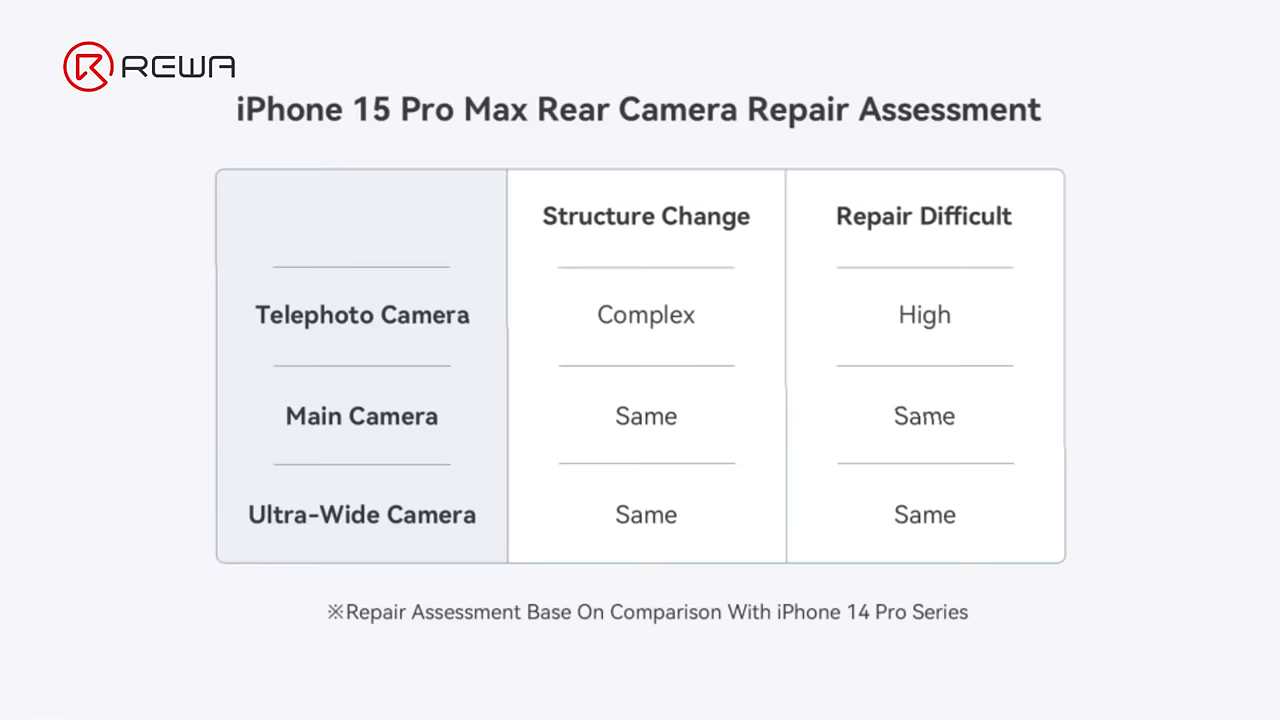 REWA
iPhone 15 Pro Max Rear Camera Repair Assessment
Structure Change Repair Difficult
Telephoto Camera Complex High
Main Camera Same Same
Ultra-Wide Camera Same Same
※Repair Assessment Base On Comparison With iPhone 14 Pro Series